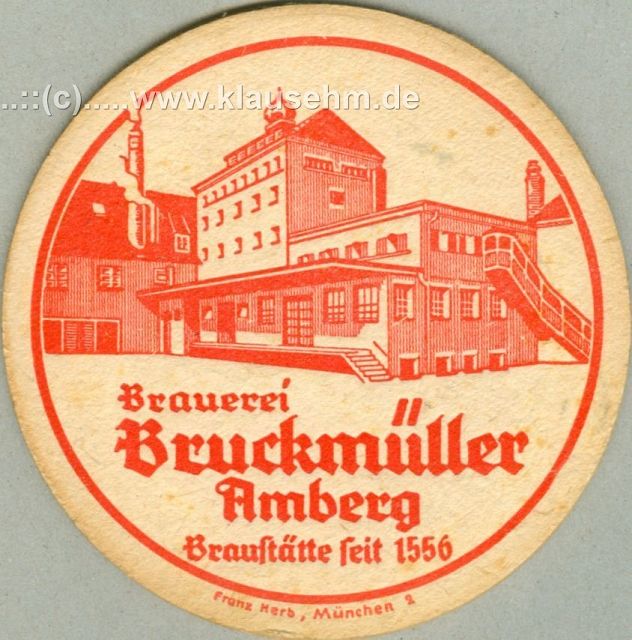 ..::(c).....www.klausehm.de
Brauerei
Bruckmüller
Amberg
Braustätte seit 1556
Franz Herb, München 2